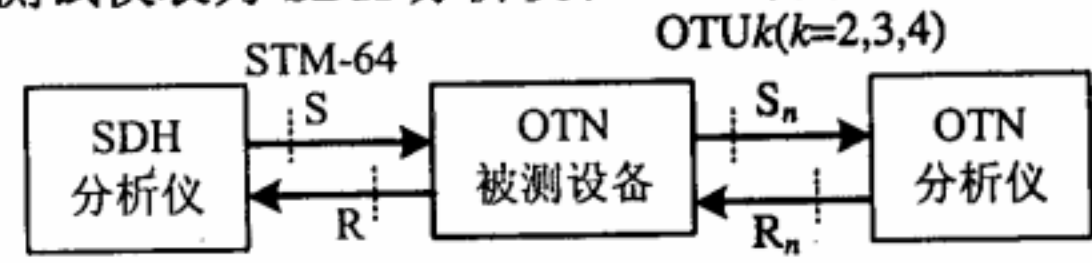 OTUk(k=2,3,4)
STM-64
SDH
分析仪
S
R
OTN
被测设备
Sn
Rn
OTN
分析仪